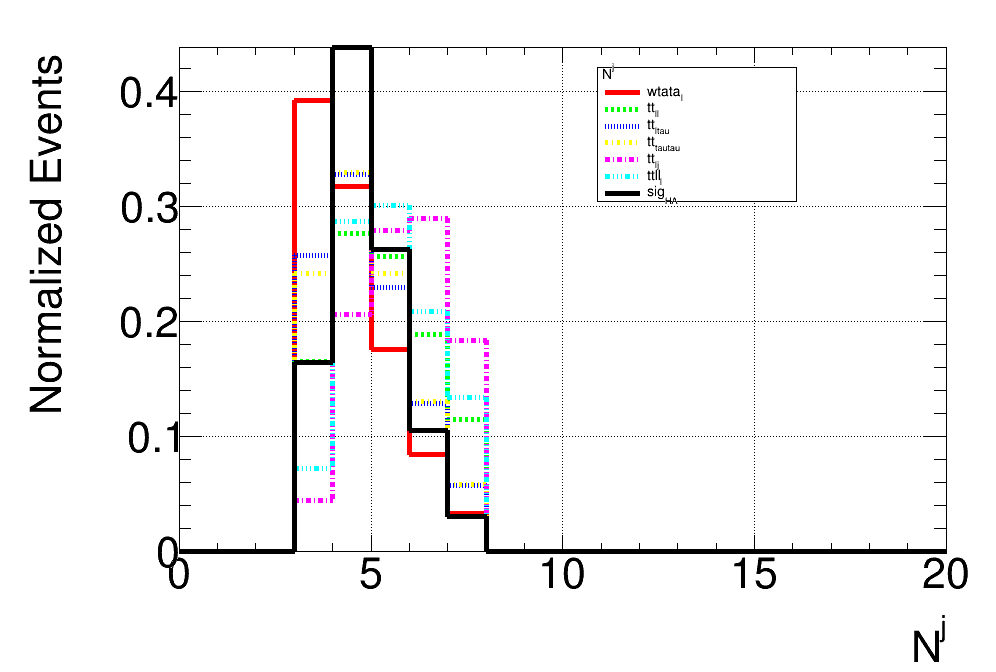 Normalized Events
0.4
0.3
0.2
0.1
0
0 5 10 15 20
N^j
N^j
wtata_l
tt_ll
tt_ltau
tt_tautau
tt_lj
ttll_l
sig_HA